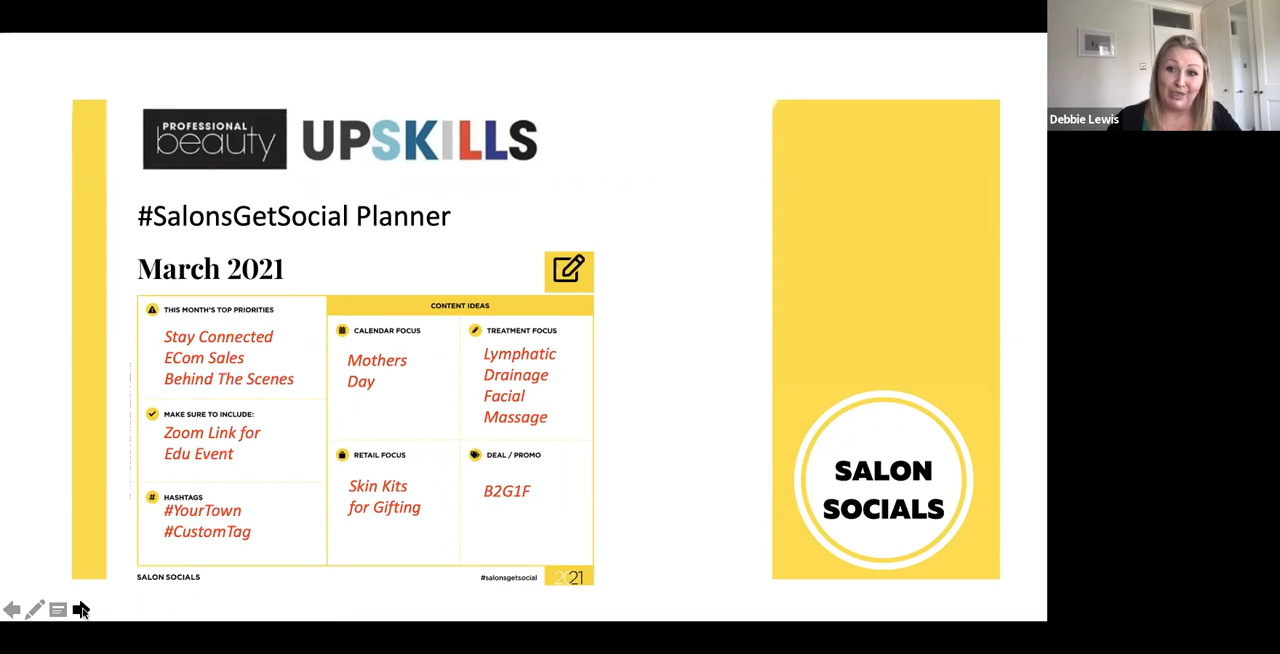 PROFESSIONAL
beauty
UPSKILLS
#SalonsGetSocial Planner
March 2021
THIS MONTH'S TOP PRIORITIES
Stay Connected
ECom Sales
Behind The Scenes
MAKE SURE TO INCLUDE:
Zoom Link for
Edu Event
# HASHTAGS
#YourTown
#CustomTag
CONTENT IDEAS
CALENDAR FOCUS
Mothers
Day
TREATMENT FOCUS
Lymphatic
Drainage
Facial
Massage
RETAIL FOCUS
Skin Kits
for Gifting
DEAL / PROMO
B2G1F
SALON SOCIALS
#salonsgetsocial
2021
SALON
SOCIALS
Debbie Lewis